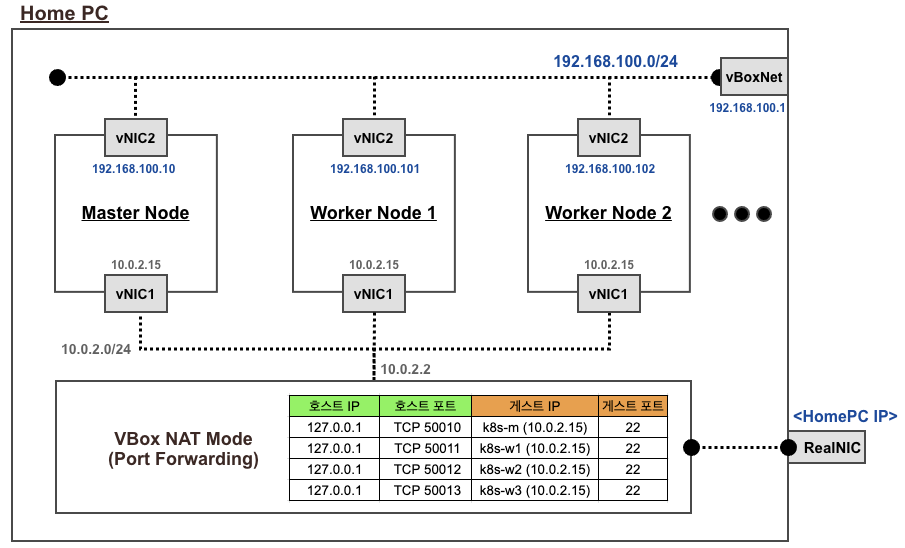 Home PC
192.168.100.0/24
vBoxNet
192.168.100.1
vNIC2
vNIC2
vNIC2
192.168.100.10
192.168.100.101
192.168.100.102
Master Node
Worker Node 1
Worker Node 2
10.0.2.15
10.0.2.15
10.0.2.15
vNIC1
vNIC1
vNIC1
10.0.2.0/24
10.0.2.2
VBox NAT Mode
(Port Forwarding)
호스트 IP 호스트 포트 게스트 IP 게스트 포트
127.0.0.1 TCP 50010 k8s-m (10.0.2.15) 22
127.0.0.1 TCP 50011 k8s-w1 (10.0.2.15) 22
127.0.0.1 TCP 50012 k8s-w2 (10.0.2.15) 22
127.0.0.1 TCP 50013 k8s-w3 (10.0.2.15) 22
<HomePC IP>
RealNIC